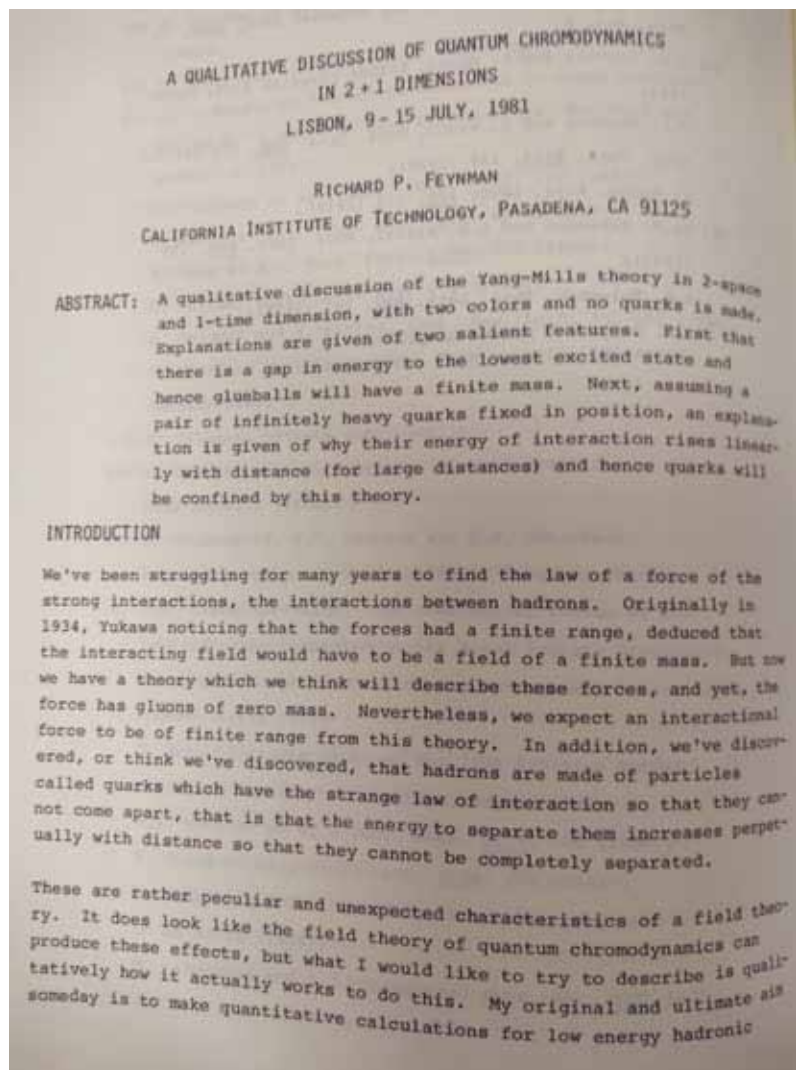 A QUALITATIVE DISCUSSION OF QUANTUM CHROMODYNAMICS
IN 2 + 1 DIMENSIONS
LISBON, 9 - 15 JULY, 1981
RICHARD P. FEYNMAN
CALIFORNIA INSTITUTE OF TECHNOLOGY, PASADENA, CA 91125
ABSTRACT: A qualitative discussion of the Yang-Mills theory in 2-space
and 1-time dimension, with two colors and no quarks is made.
Explanations are given of two salient features. First that
there is a gap in energy to the lowest excited state and
hence glueballs will have a finite mass. Next, assuming a
pair of infinitely heavy quarks fixed in position, an explana-
tion is given of why their energy of interaction rises linear-
ly with distance (for large distances) and hence quarks will
be confined by this theory.
INTRODUCTION
We've been struggling for many years to find the law of a force of the
strong interactions, the interactions between hadrons. Originally in
1934, Yukawa noticing that the forces had a finite range, deduced that
the interacting field would have to be a field of a finite mass. But now
we have a theory which we think will describe these forces, and yet, the
force has gluons of zero mass. Nevertheless, we expect an interactional
force to be of finite range from this theory. In addition, we've discov-
ered, or think we've discovered, that hadrons are made of particles
called quarks which have the strange law of interaction so that they can-
not come apart, that is that the energy to separate them increases perpet-
ually with distance so that they cannot be completely separated.
These are rather peculiar and unexpected characteristics of a field theo-
ry. It does look like the field theory of quantum chromodynamics can
produce these effects, but what I would like to try to describe is quali-
tatively how it actually works to do this. My original and ultimate aim
someday is to make quantitative calculations for low energy hadronic